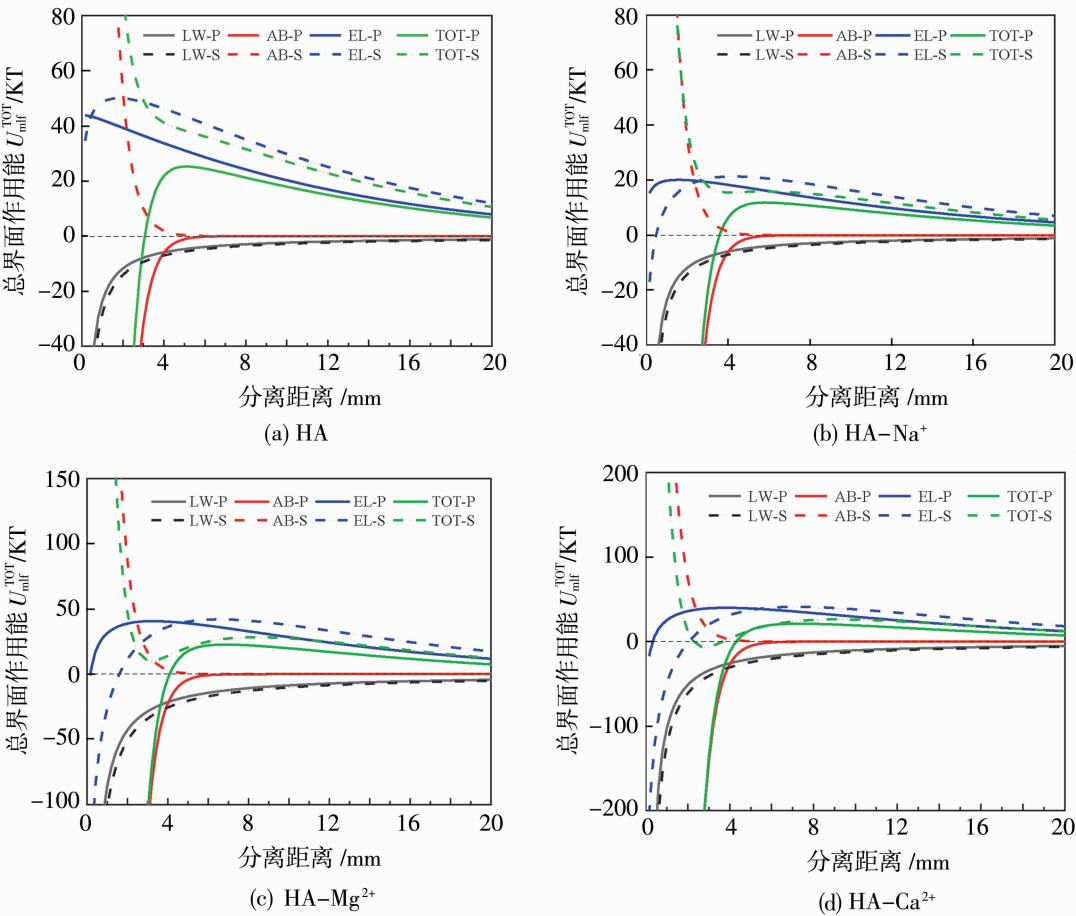 80
60
40
20
0
−20
−40
总界面作用能 U_mlf^TOT/KT
LW-P AB-P EL-P TOT-P
LW-S AB-S EL-S TOT-S
0 4 8 12 16 20
分离距离 /mm
(a) HA
80
60
40
20
0
−20
−40
总界面作用能 U_mlf^TOT/KT
LW-P AB-P EL-P TOT-P
LW-S AB-S EL-S TOT-S
0 4 8 12 16 20
分离距离 /mm
(b) HA−Na⁺
150
100
50
0
−50
−100
总界面作用能 U_mlf^TOT/KT
LW-P AB-P EL-P TOT-P
LW-S AB-S EL-S TOT-S
0 4 8 12 16 20
分离距离 /mm
(c) HA−Mg²⁺
200
100
0
−100
−200
总界面作用能 U_mlf^TOT/KT
LW-P AB-P EL-P TOT-P
LW-S AB-S EL-S TOT-S
0 4 8 12 16 20
分离距离 /mm
(d) HA−Ca²⁺